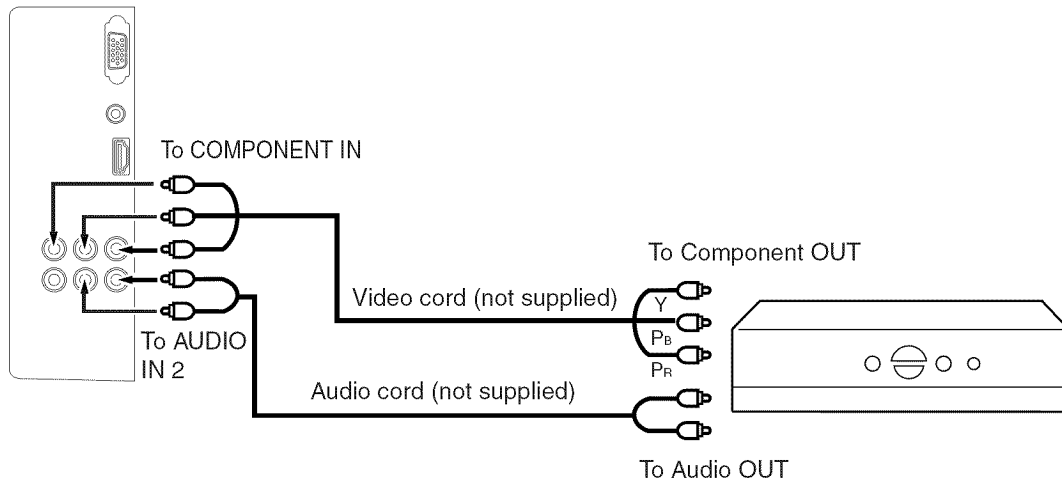 To COMPONENT IN
To Component OUT
Video cord (not supplied)
Y
PB
PR
To AUDIO
IN 2
Audio cord (not supplied)
To Audio OUT